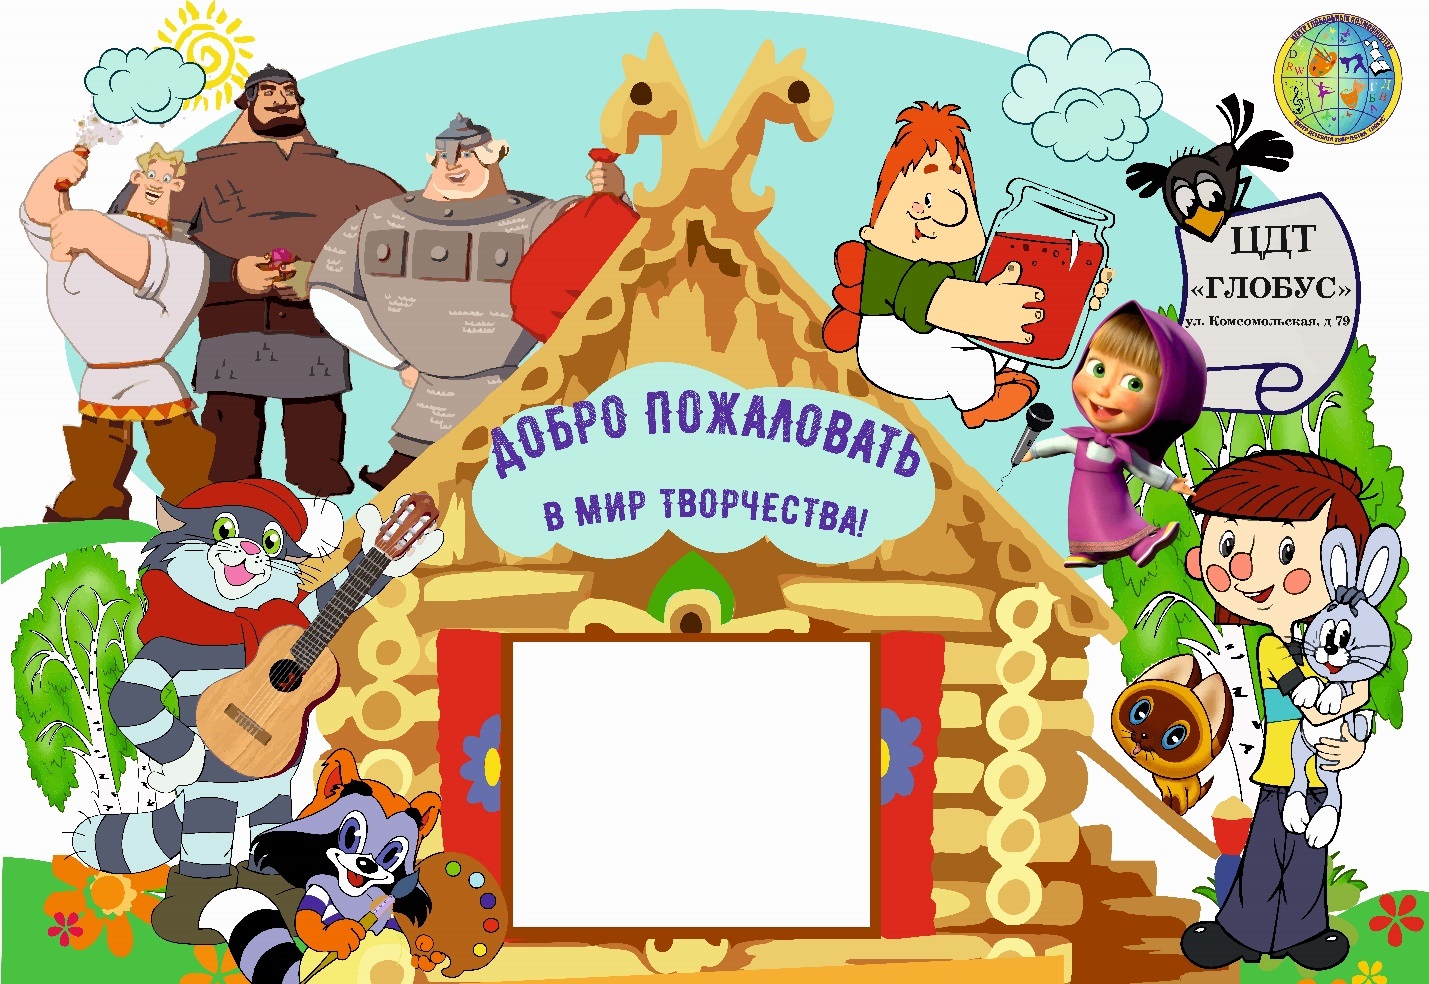 ЦДТ
«ГЛОБУС»
ул. Комсомольская, д 79
ДОБРО ПОЖАЛОВАТЬ
В МИР ТВОРЧЕСТВА!